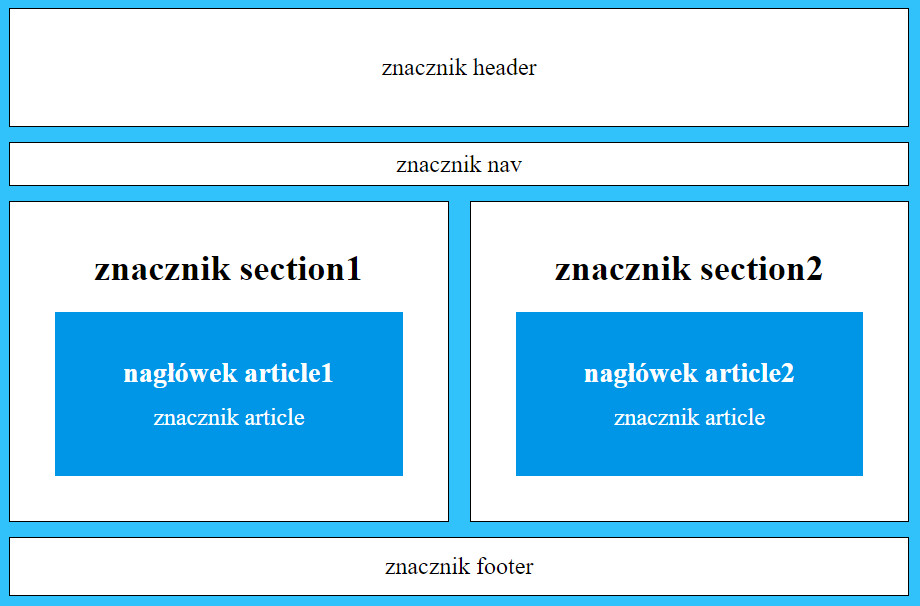 znacznik header
znacznik nav
znacznik section1
nagłówek article1
znacznik article
znacznik section2
nagłówek article2
znacznik article
znacznik footer